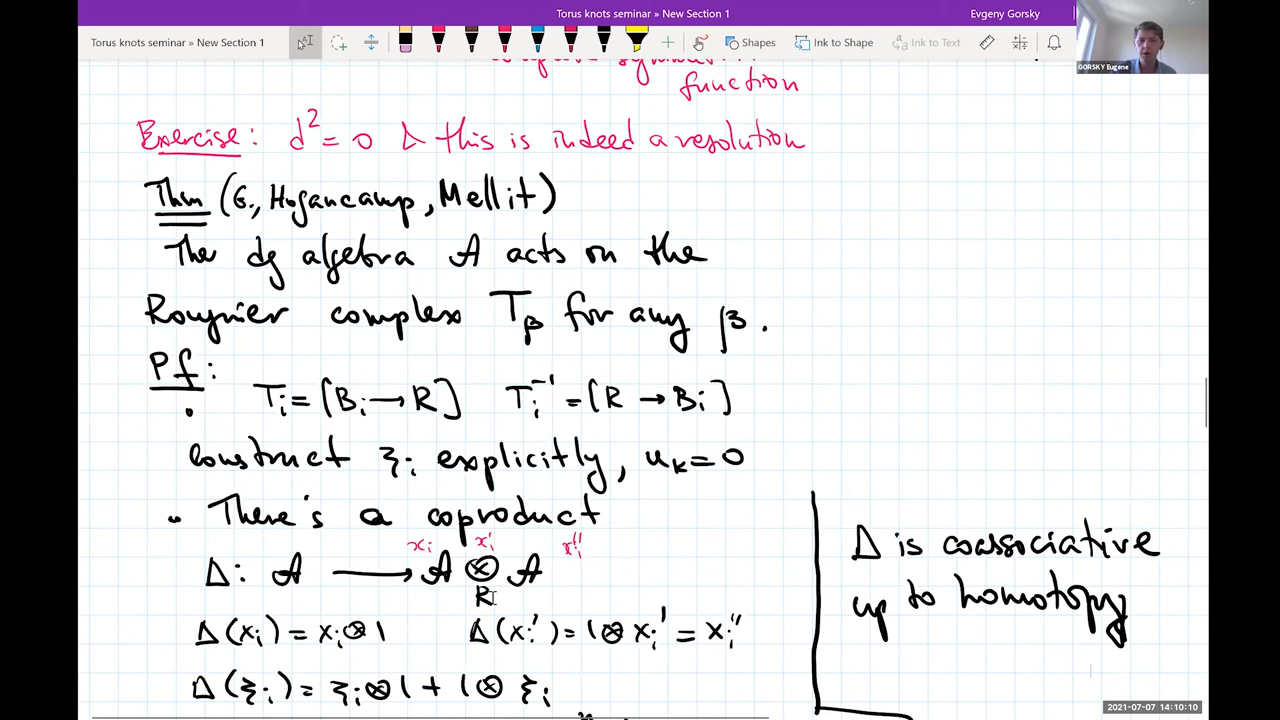 Torus knots seminar » New Section 1
Evgeny Gorsky
Torus knots seminar » New Section 1
Shapes
Ink to Shape
Ink to Text
GORSKY Eugene
function
Exercise: d² = 0 & this is indeed a resolution
Thm (G., Hogancamp, Mellit)
The dg algebra A acts on the
Rouquier complex T_β for any β.
Pf:
• T_i = [B_i → R] T_i^{-1} = [R → B_i]
construct ξ_i explicitly, u_k = 0
• There's a coproduct
x_i x_i' x_i''
Δ: A → A ⊗_R A
Δ(x_i) = x_i ⊗ 1 Δ(x_i') = 1 ⊗ x_i' = x_i''
Δ(ξ_i) = ξ_i ⊗ 1 + 1 ⊗ ξ_i
Δ is coassociative
up to homotopy
2021-07-07 14:10:10